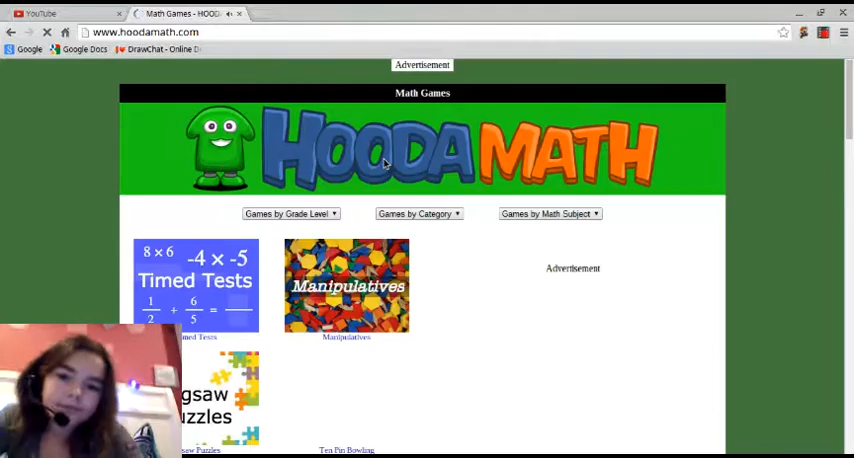 YouTube
Math Games - HOOD
www.hoodamath.com
Google
Google Docs
DrawChat - Online D
Advertisement
Math Games
HOODA MATH
Games by Grade Level
Games by Category
Games by Math Subject
8 × 6
-4 × -5
Timed Tests
1/2 + 6/5 =
Manipulatives
Advertisement
med Tests
Manipulatives
gsaw
uzzles
saw Puzzles
Ten Pin Bowling